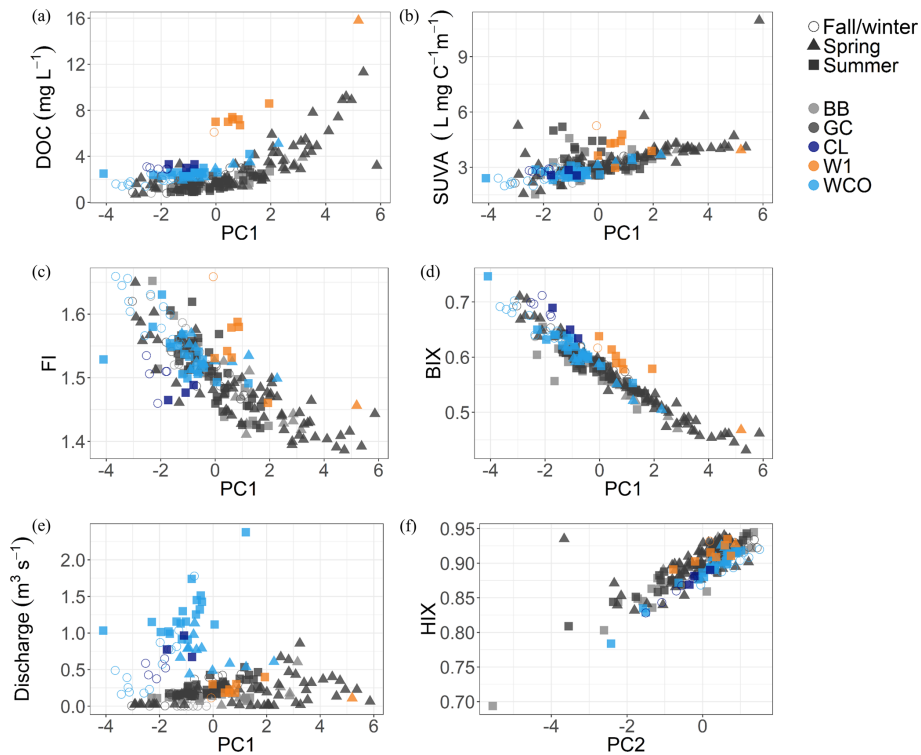 (a)
16
12
8
4
0
DOC (mg L⁻¹)
-4 -2 0 2 4 6
PC1
(b)
9
6
3
SUVA ( L mg C⁻¹m⁻¹)
-4 -2 0 2 4 6
PC1
Fall/winter
Spring
Summer
BB
GC
CL
W1
WCO
(c)
1.6
1.5
1.4
FI
-4 -2 0 2 4 6
PC1
(d)
0.7
0.6
0.5
BIX
-4 -2 0 2 4 6
PC1
(e)
2.0
1.5
1.0
0.5
0.0
Discharge (m³ s⁻¹)
-4 -2 0 2 4 6
PC1
(f)
0.95
0.90
0.85
0.80
0.75
0.70
HIX
-4 -2 0
PC2